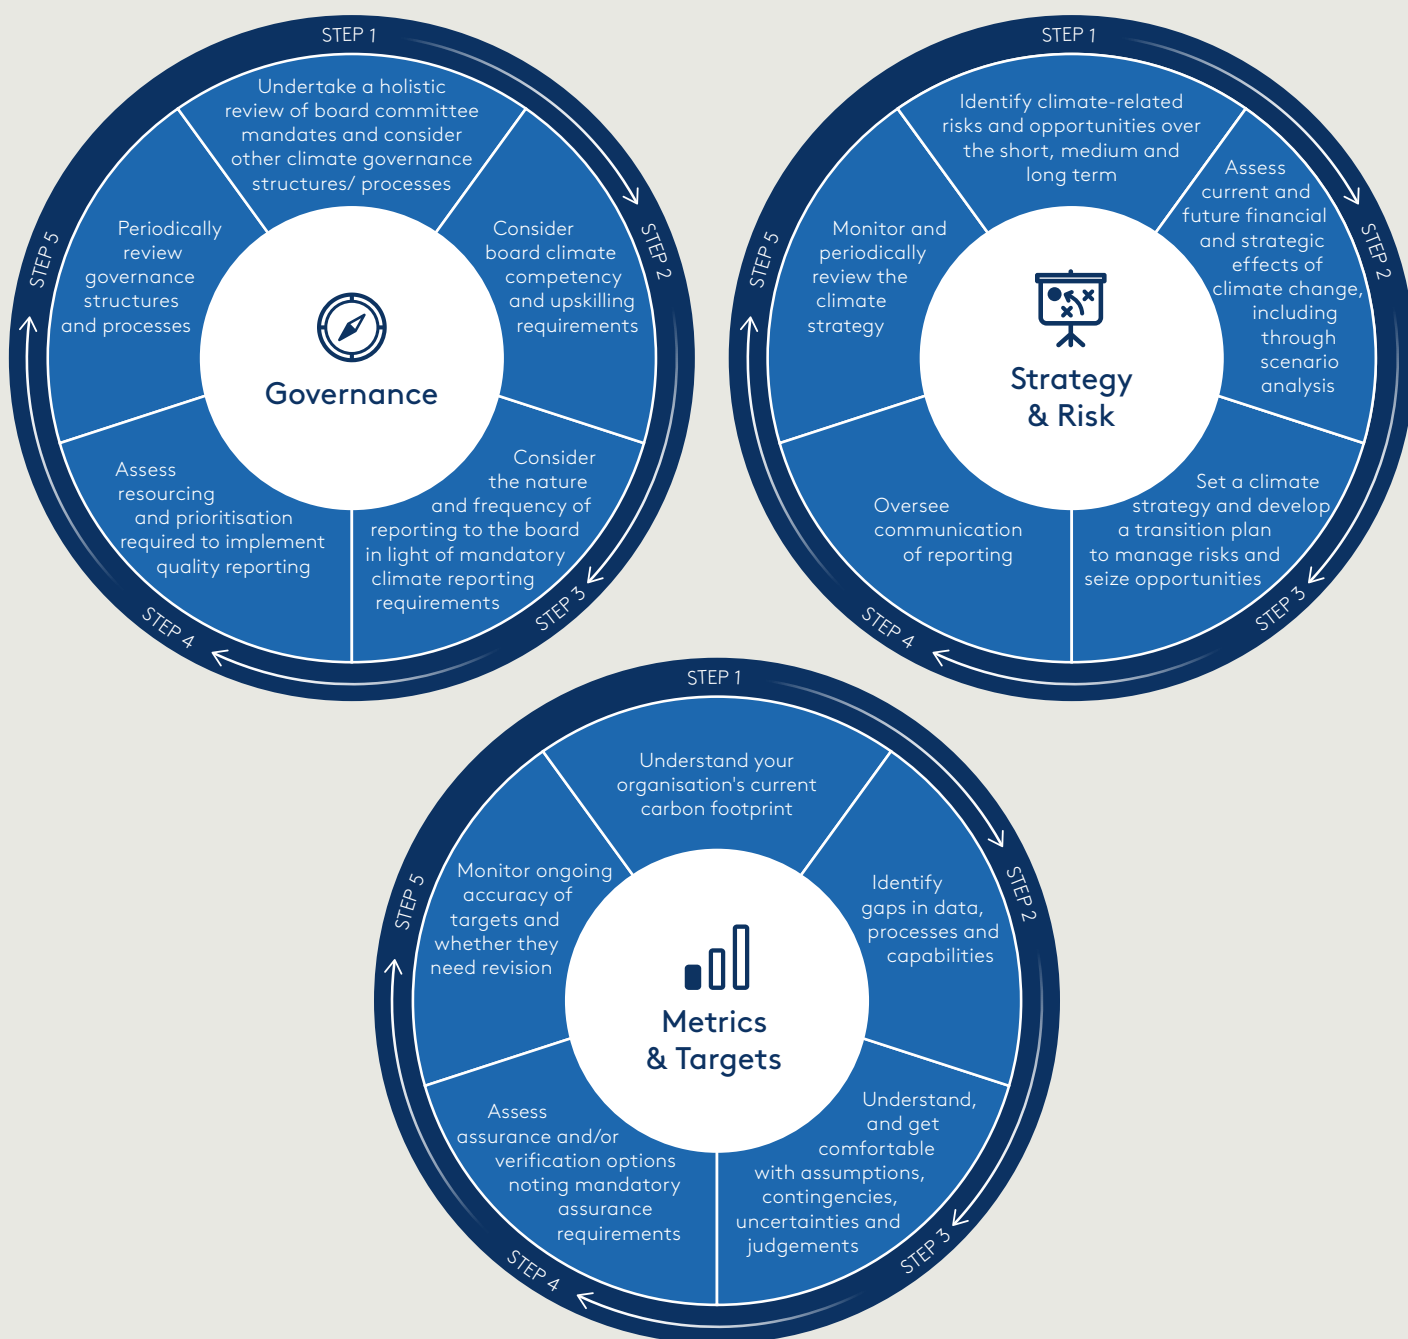 STEP 1
Undertake a holistic
review of board committee
mandates and consider
other climate governance
structures/ processes
STEP 2
Consider
board climate
competency
and upskilling
requirements
STEP 3
Consider
the nature
and frequency of
reporting to the board
in light of mandatory
climate reporting
requirements
STEP 4
Assess
resourcing
and prioritisation
required to implement
quality reporting
STEP 5
Periodically
review
governance
structures
and processes
Governance
STEP 1
Identify climate-related
risks and opportunities over
the short, medium and
long term
STEP 2
Assess
current and
future financial
and strategic
effects of
climate change,
including
through
scenario
analysis
STEP 3
Set a climate
strategy and develop
a transition plan
to manage risks and
seize opportunities
STEP 4
Oversee
communication
of reporting
STEP 5
Monitor and
periodically
review the
climate
strategy
Strategy
& Risk
STEP 1
Understand your
organisation's current
carbon footprint
STEP 2
Identify
gaps in data,
processes and
capabilities
STEP 3
Understand,
and get
comfortable
with assumptions,
contingencies,
uncertainties and
judgements
STEP 4
Assess
assurance and/or
verification options
noting mandatory
assurance
requirements
STEP 5
Monitor ongoing
accuracy of
targets and
whether they
need revision
Metrics
& Targets